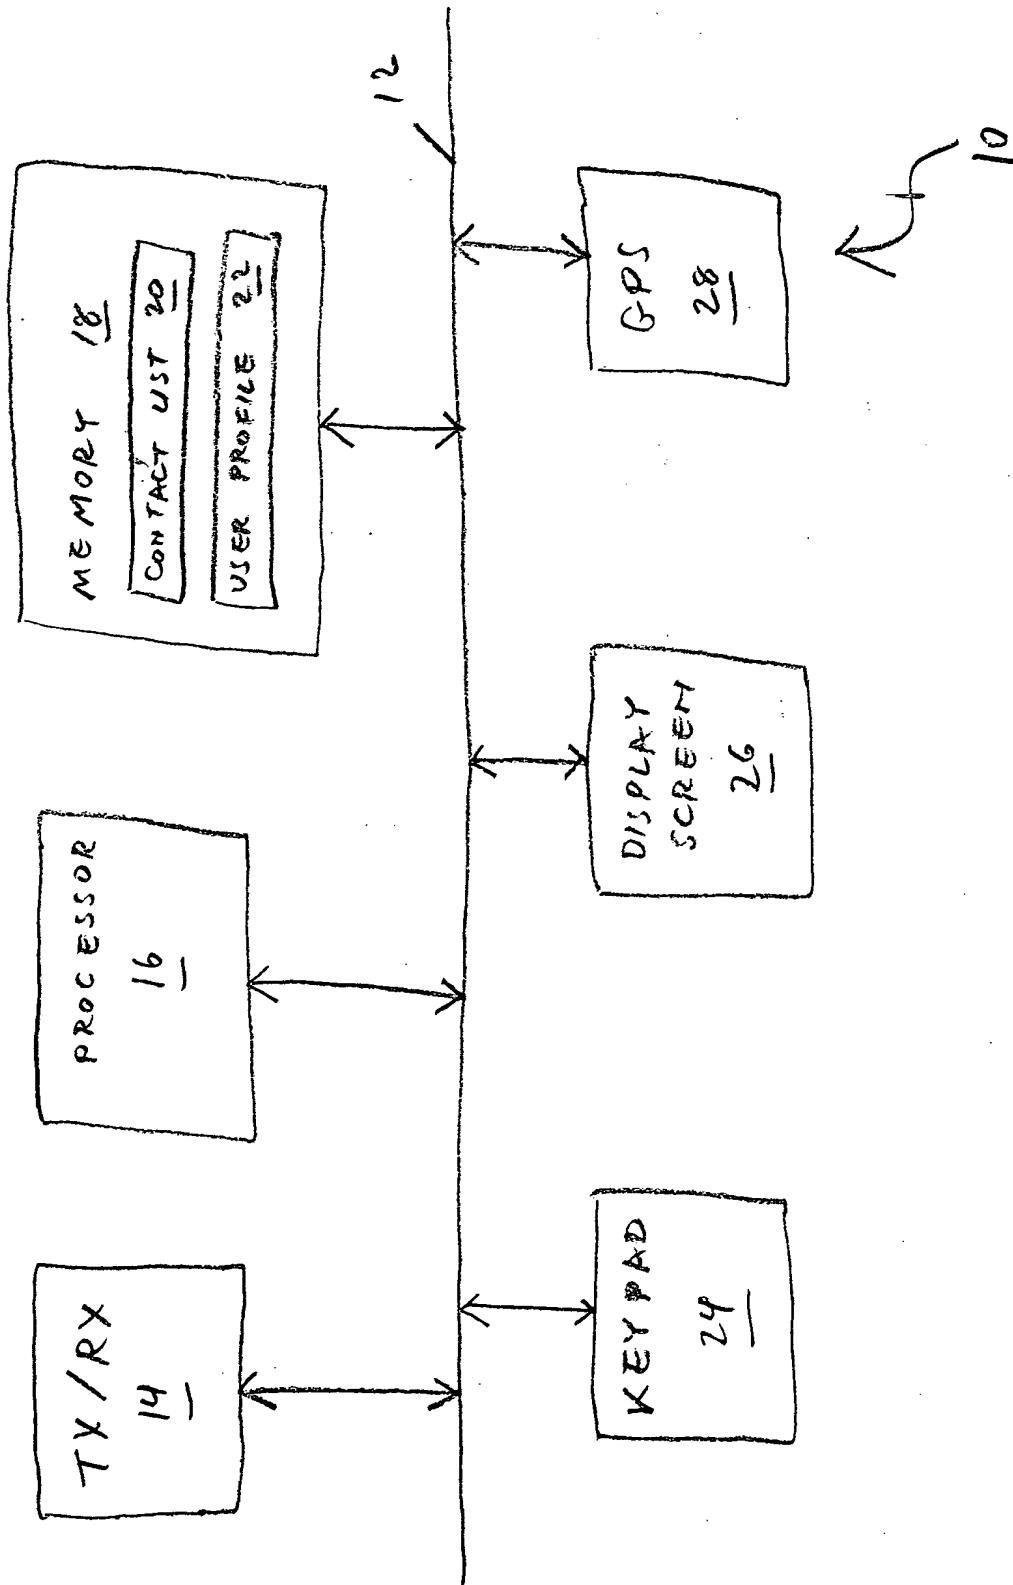 TX/RX
14
PROCESSOR
16
MEMORY 18
CONTACT LIST 20
USER PROFILE 22
12
KEYPAD
24
DISPLAY
SCREEN
26
GPS
28
10